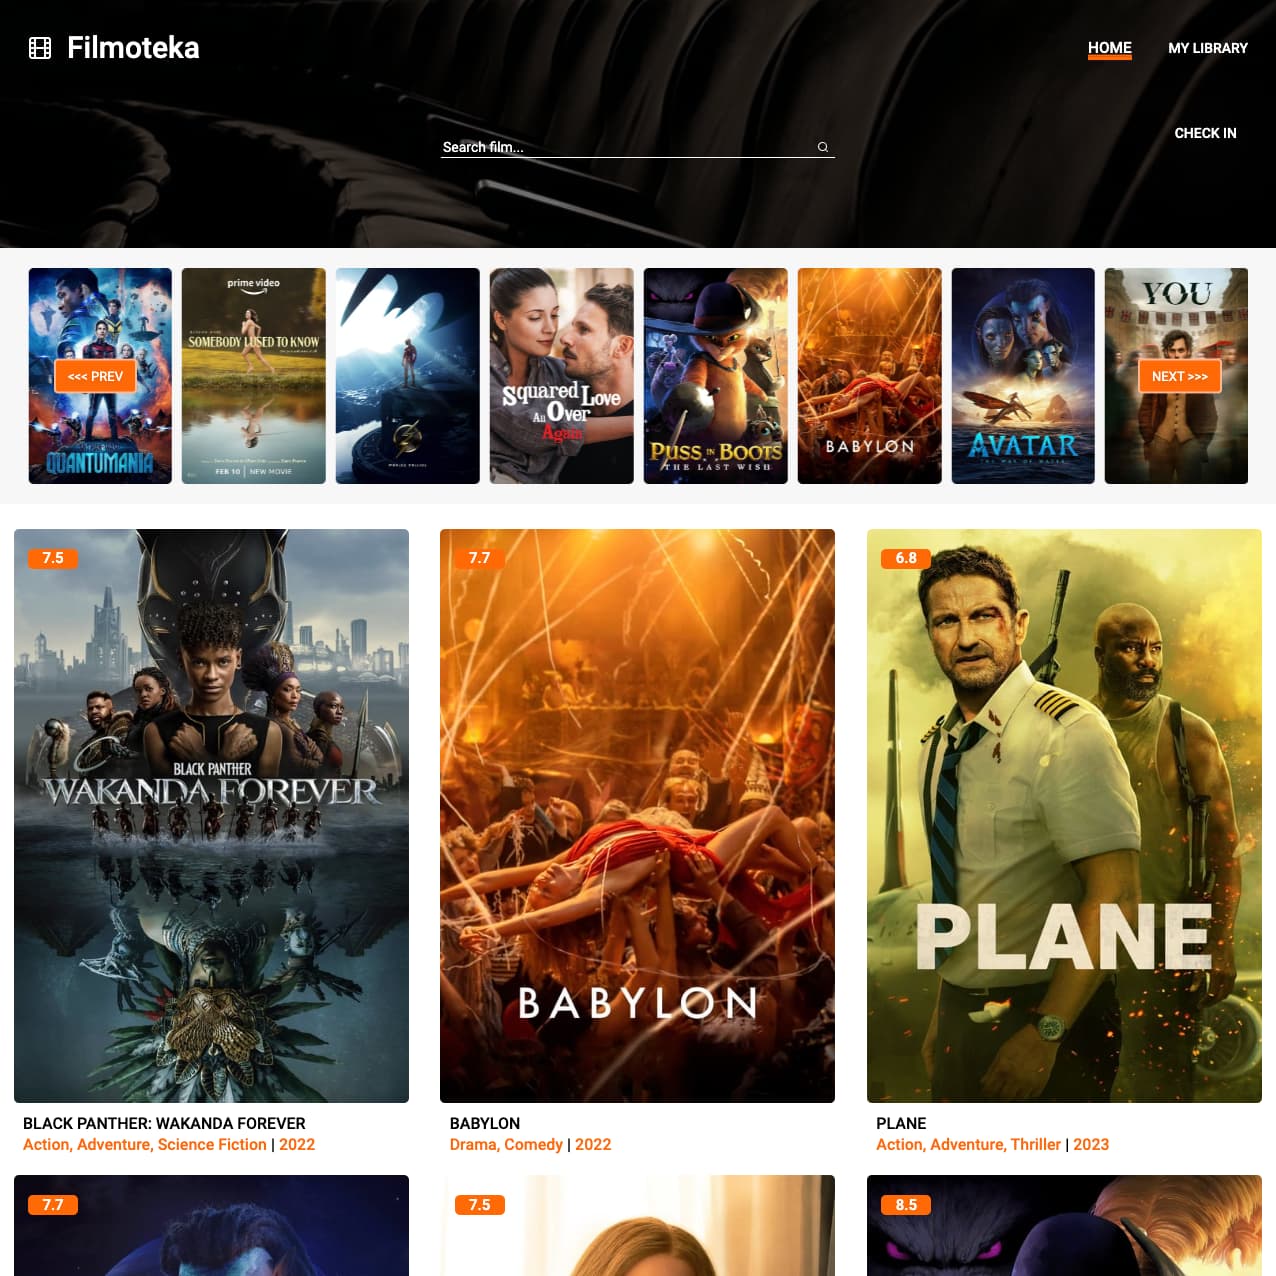 Filmoteka
HOME
MY LIBRARY
CHECK IN
Search film...
<<< PREV
QUANTUMANIA
prime video
SOMEBODY I USED TO KNOW
FEB 10 | NEW MOVIE
WORLDS COLLIDE
Squared Love
All Over
Again
PUSS IN BOOTS
THE LAST WISH
BABYLON
AVATAR
THE WAY OF WATER
YOU
NEXT >>>
7.5
BLACK PANTHER
WAKANDA FOREVER
BLACK PANTHER: WAKANDA FOREVER
Action, Adventure, Science Fiction | 2022
7.7
BABYLON
BABYLON
Drama, Comedy | 2022
6.8
PLANE
PLANE
Action, Adventure, Thriller | 2023
7.7
7.5
8.5